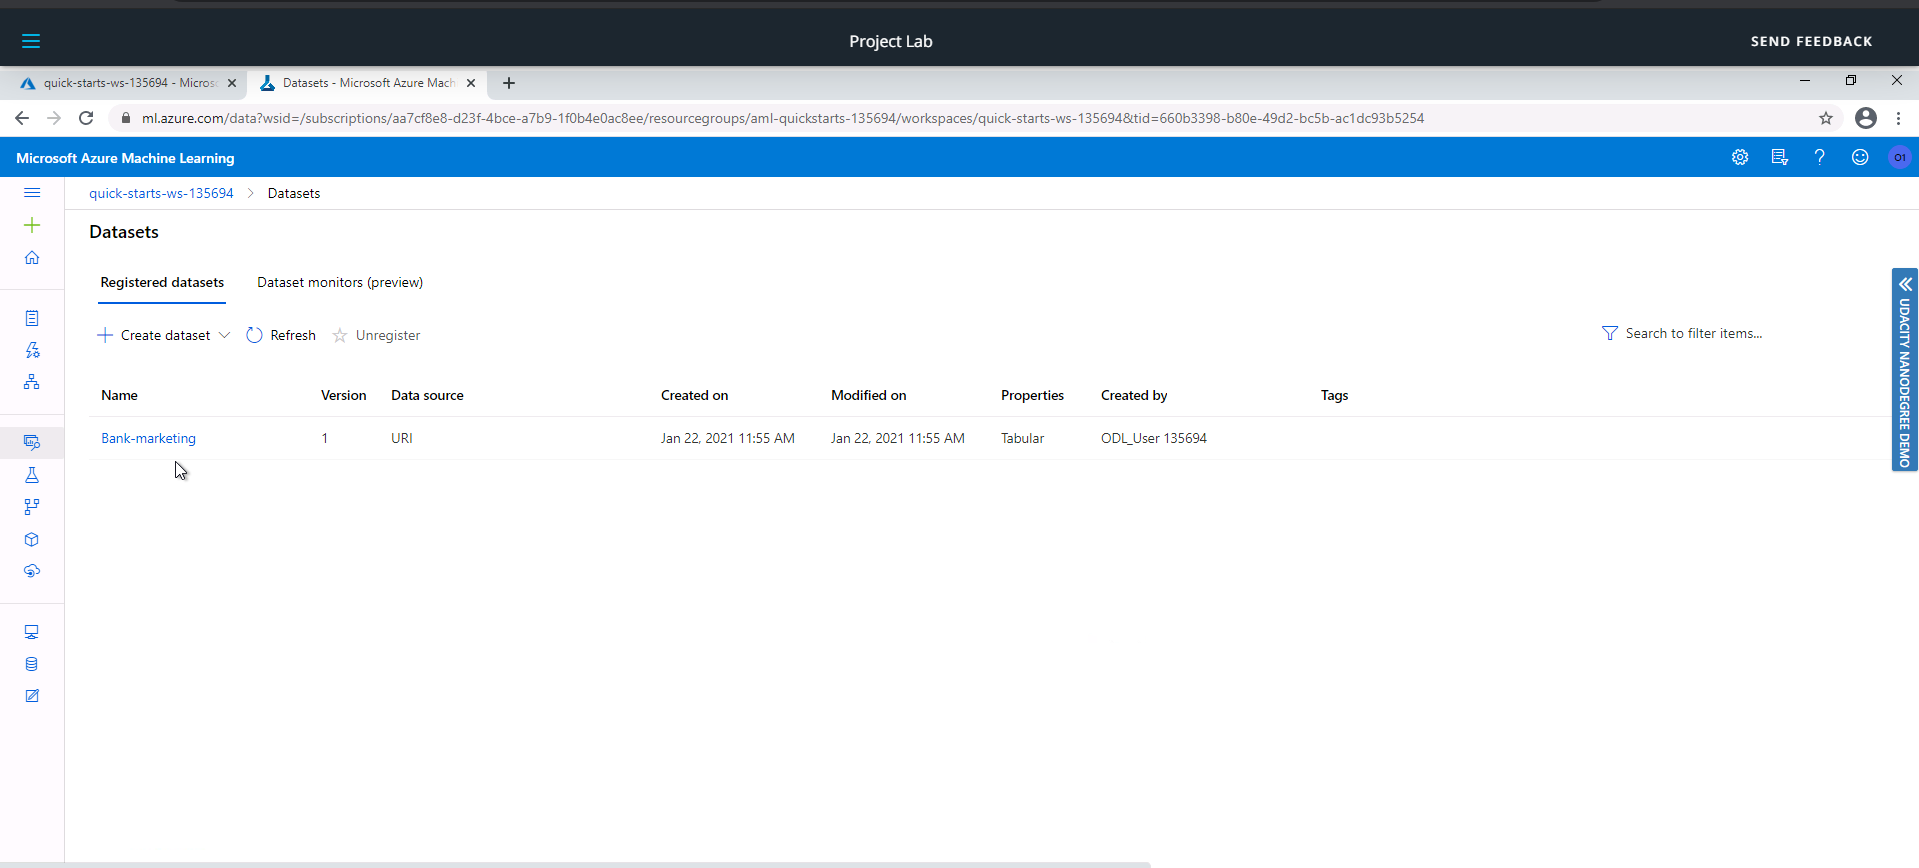 Project Lab
SEND FEEDBACK
quick-starts-ws-135694 - Micros
Datasets - Microsoft Azure Mach
ml.azure.com/data?wsid=/subscriptions/aa7cf8e8-d23f-4bce-a7b9-1f0b4e0ac8ee/resourcegroups/aml-quickstarts-135694/workspaces/quick-starts-ws-135694&tid=660b3398-b80e-49d2-bc5b-ac1dc93b5254
Microsoft Azure Machine Learning
O1
quick-starts-ws-135694 > Datasets
Datasets
Registered datasets
Dataset monitors (preview)
Create dataset
Refresh
Unregister
Search to filter items...
Name Version Data source Created on Modified on Properties Created by Tags
Bank-marketing 1 URI Jan 22, 2021 11:55 AM Jan 22, 2021 11:55 AM Tabular ODL_User 135694
UDACITY NANODEGREE DEMO